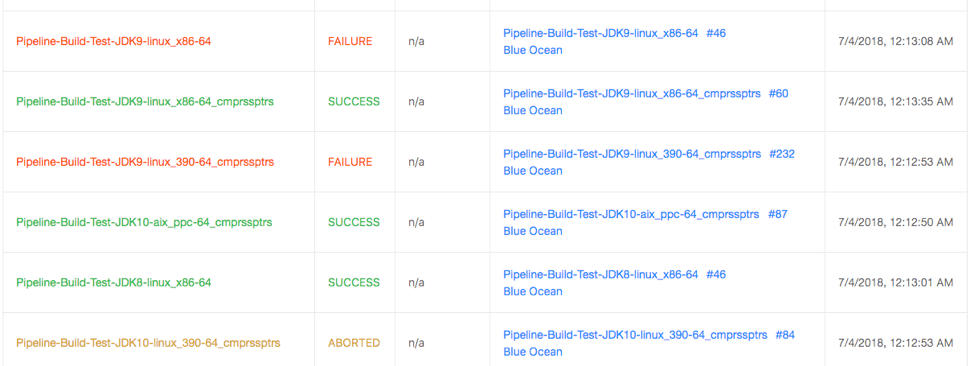 Pipeline-Build-Test-JDK9-linux_x86-64 FAILURE n/a Pipeline-Build-Test-JDK9-linux_x86-64 #46 7/4/2018, 12:13:08 AM
Blue Ocean
Pipeline-Build-Test-JDK9-linux_x86-64_cmprssptrs SUCCESS n/a Pipeline-Build-Test-JDK9-linux_x86-64_cmprssptrs #60 7/4/2018, 12:13:35 AM
Blue Ocean
Pipeline-Build-Test-JDK9-linux_390-64_cmprssptrs FAILURE n/a Pipeline-Build-Test-JDK9-linux_390-64_cmprssptrs #232 7/4/2018, 12:12:53 AM
Blue Ocean
Pipeline-Build-Test-JDK10-aix_ppc-64_cmprssptrs SUCCESS n/a Pipeline-Build-Test-JDK10-aix_ppc-64_cmprssptrs #87 7/4/2018, 12:12:50 AM
Blue Ocean
Pipeline-Build-Test-JDK8-linux_x86-64 SUCCESS n/a Pipeline-Build-Test-JDK8-linux_x86-64 #46 7/4/2018, 12:13:01 AM
Blue Ocean
Pipeline-Build-Test-JDK10-linux_390-64_cmprssptrs ABORTED n/a Pipeline-Build-Test-JDK10-linux_390-64_cmprssptrs #84 7/4/2018, 12:12:53 AM
Blue Ocean